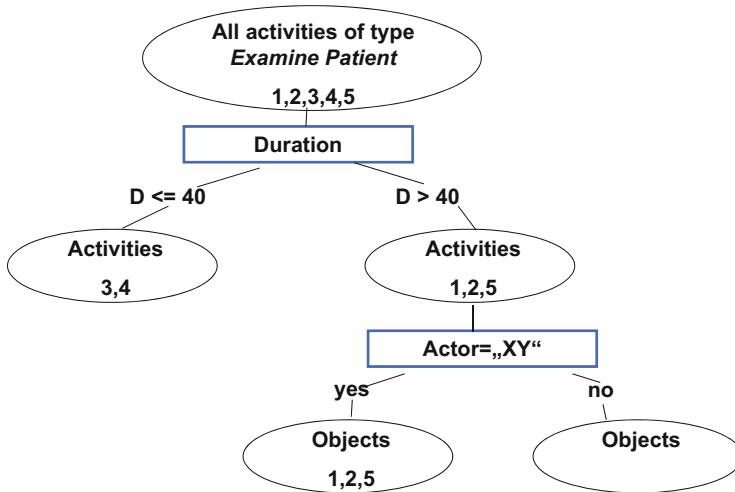 All activities of type
Examine Patient
1,2,3,4,5
Duration
D <= 40
D > 40
Activities
3,4
Activities
1,2,5
Actor=„XY“
yes
no
Objects
1,2,5
Objects